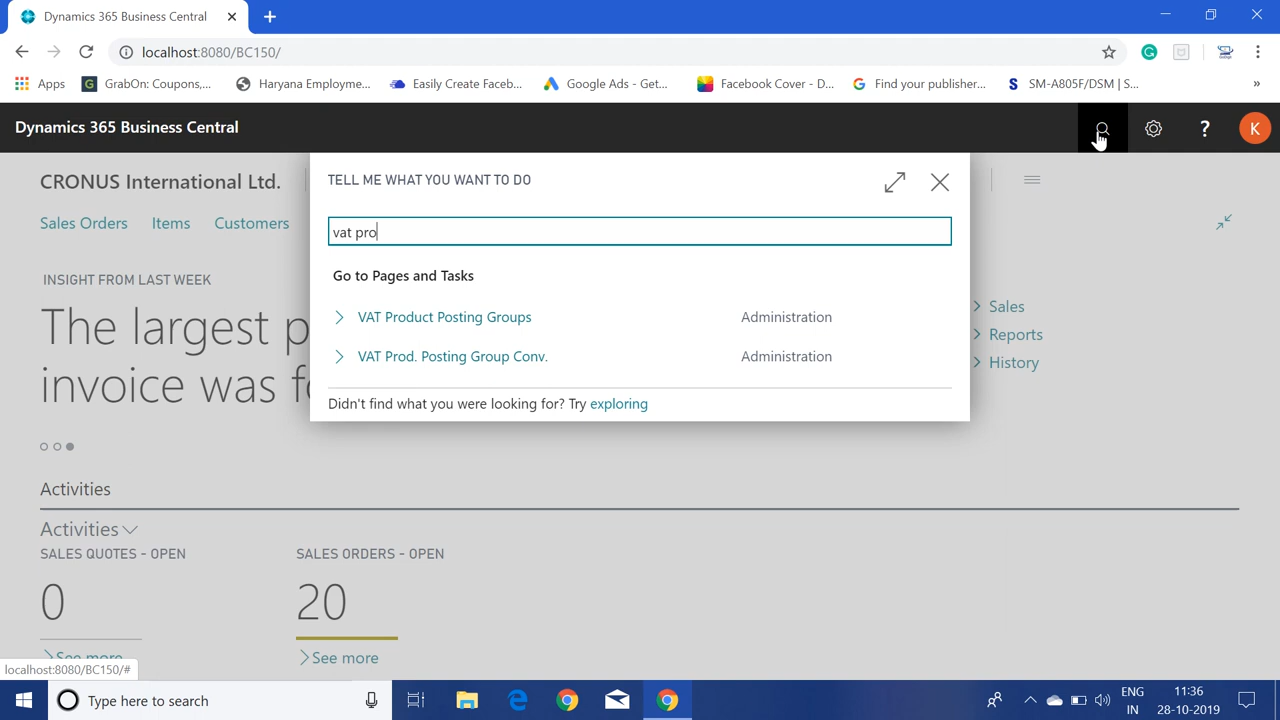 Dynamics 365 Business Central
localhost:8080/BC150/
Apps
GrabOn: Coupons,...
Haryana Employme...
Easily Create Faceb...
Google Ads - Get...
Facebook Cover - D...
Find your publisher...
SM-A805F/DSM | S...
»
Dynamics 365 Business Central
?
K
TELL ME WHAT YOU WANT TO DO
CRONUS International Ltd.
Sales Orders
Items
Customers
vat pro
INSIGHT FROM LAST WEEK
Go to Pages and Tasks
The largest p
VAT Product Posting Groups
Administration
Sales
Reports
VAT Prod. Posting Group Conv.
Administration
History
invoice was fo
Didn't find what you were looking for? Try exploring
Activities
Activities
SALES QUOTES - OPEN
SALES ORDERS - OPEN
0
20
See more
See more
localhost:8080/BC150/#
Type here to search
ENG
IN
11:36
28-10-2019